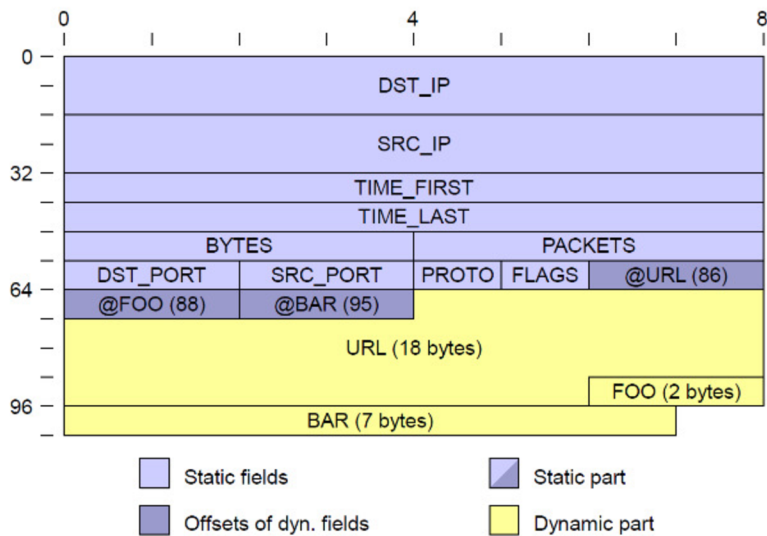 0 4 8
0
DST_IP
SRC_IP
32
TIME_FIRST
TIME_LAST
BYTES PACKETS
DST_PORT SRC_PORT PROTO FLAGS @URL (86)
64
@FOO (88) @BAR (95)
URL (18 bytes)
FOO (2 bytes)
96
BAR (7 bytes)
Static fields Static part
Offsets of dyn. fields Dynamic part